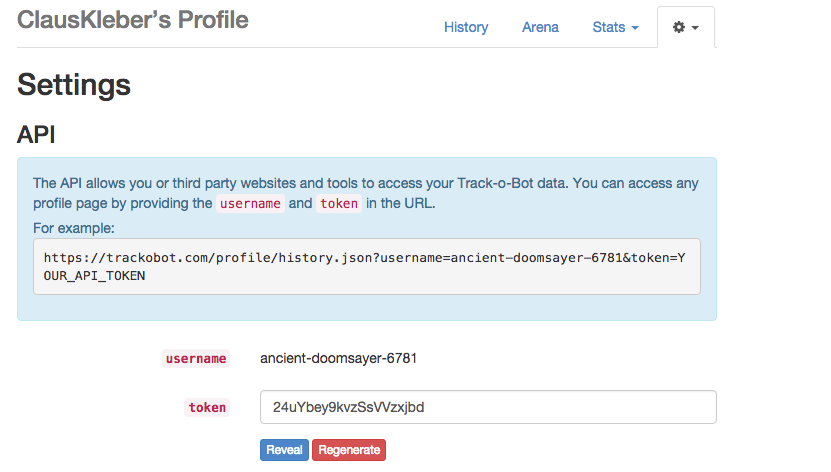 ClausKleber's Profile
History Arena Stats
Settings
API
The API allows you or third party websites and tools to access your Track-o-Bot data. You can access any
profile page by providing the username and token in the URL.
For example:
https://trackobot.com/profile/history.json?username=ancient-doomsayer-6781&token=Y
OUR_API_TOKEN
username ancient-doomsayer-6781
token 24uYbey9kvzSsVVzxjbd
Reveal Regenerate